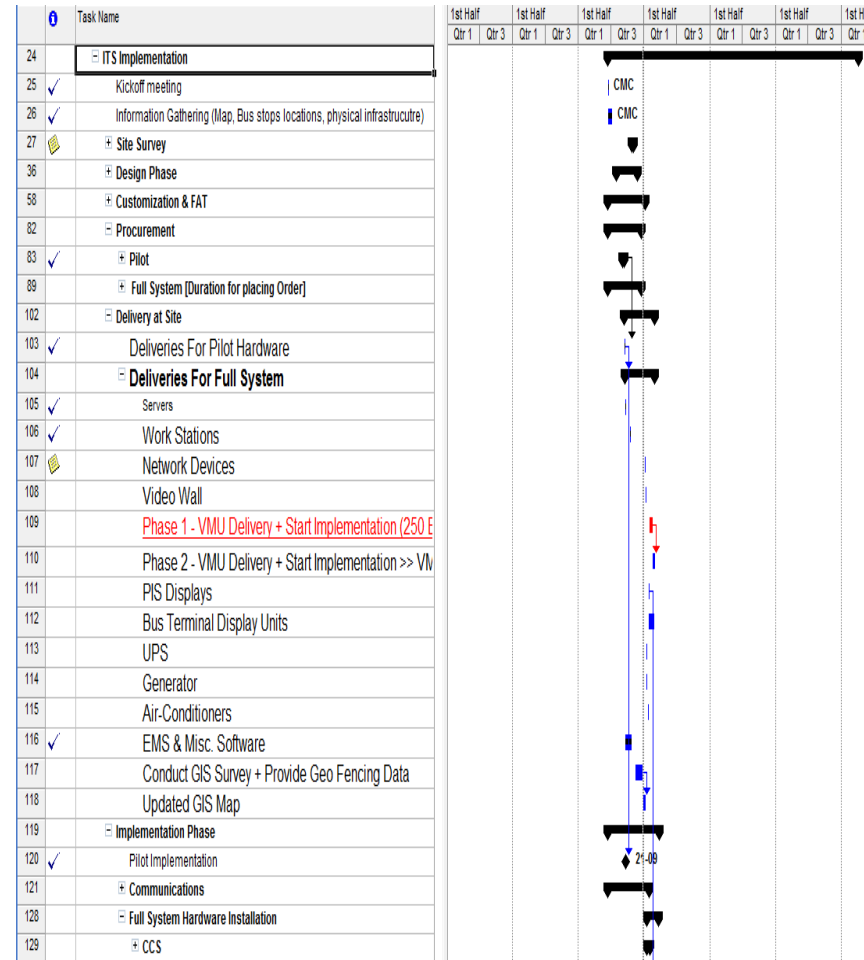 Task Name
1st Half 1st Half 1st Half 1st Half 1st Half 1st Half 1st H
Qtr 1 Qtr 3 Qtr 1 Qtr 3 Qtr 1 Qtr 3 Qtr 1 Qtr 3 Qtr 1 Qtr 3 Qtr 1 Qtr 3 Qtr
24 ITS Implementation
25 Kickoff meeting CMC
26 Information Gathering (Map, Bus stops locations, physical infrastrucutre) CMC
27 Site Survey
36 Design Phase
58 Customization & FAT
82 Procurement
83 Pilot
89 Full System [Duration for placing Order]
102 Delivery at Site
103 Deliveries For Pilot Hardware
104 Deliveries For Full System
105 Servers
106 Work Stations
107 Network Devices
108 Video Wall
109 Phase 1 - VMU Delivery + Start Implementation (250
110 Phase 2 - VMU Delivery + Start Implementation >>
111 PIS Displays
112 Bus Terminal Display Units
113 UPS
114 Generator
115 Air-Conditioners
116 EMS & Misc. Software
117 Conduct GIS Survey + Provide Geo Fencing Data
118 Updated GIS Map
119 Implementation Phase
120 Pilot Implementation 21-09
121 Communications
128 Full System Hardware Installation
129 CCS